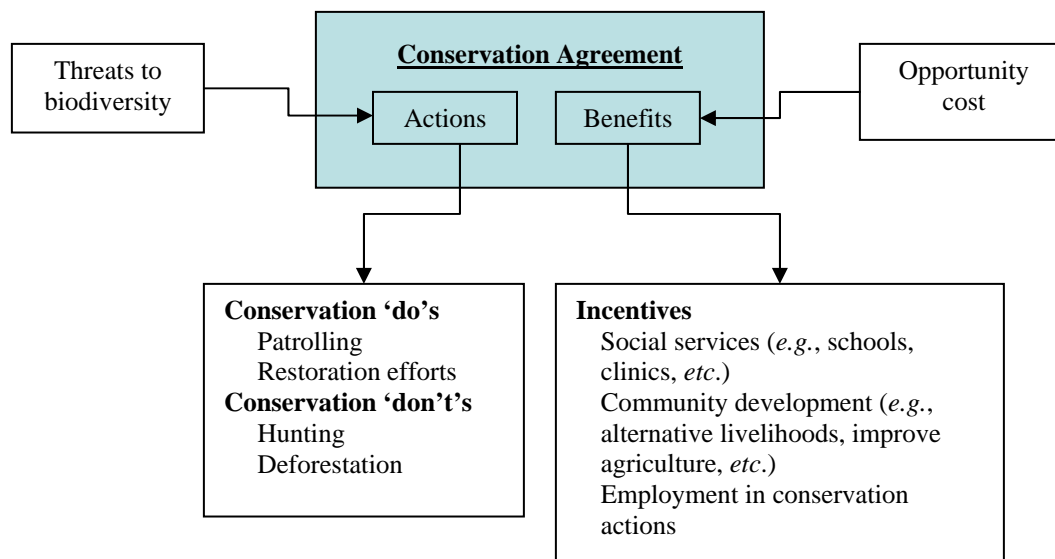 Conservation Agreement
Threats to
biodiversity
Actions
Benefits
Opportunity
cost
Conservation ‘do’s
Patrolling
Restoration efforts
Conservation ‘don’t’s
Hunting
Deforestation
Incentives
Social services (e.g., schools,
clinics, etc.)
Community development (e.g.,
alternative livelihoods, improve
agriculture, etc.)
Employment in conservation
actions